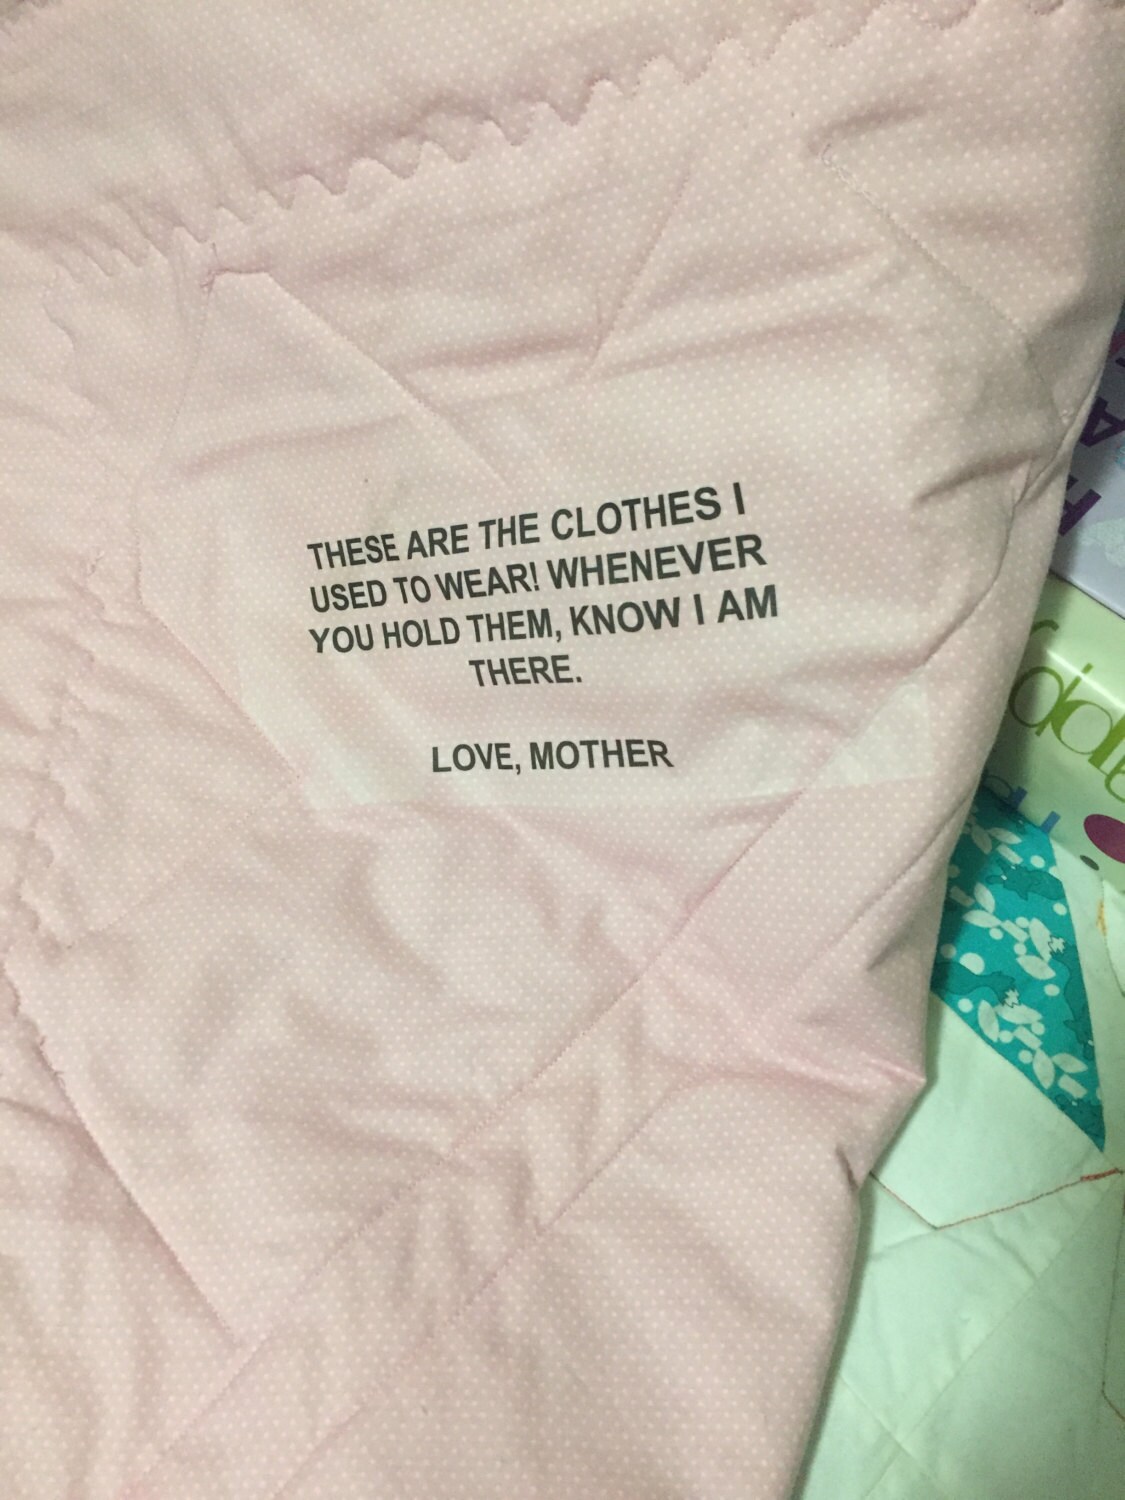 THESE ARE THE CLOTHES I
USED TO WEAR! WHENEVER
YOU HOLD THEM, KNOW I AM
THERE.
LOVE, MOTHER